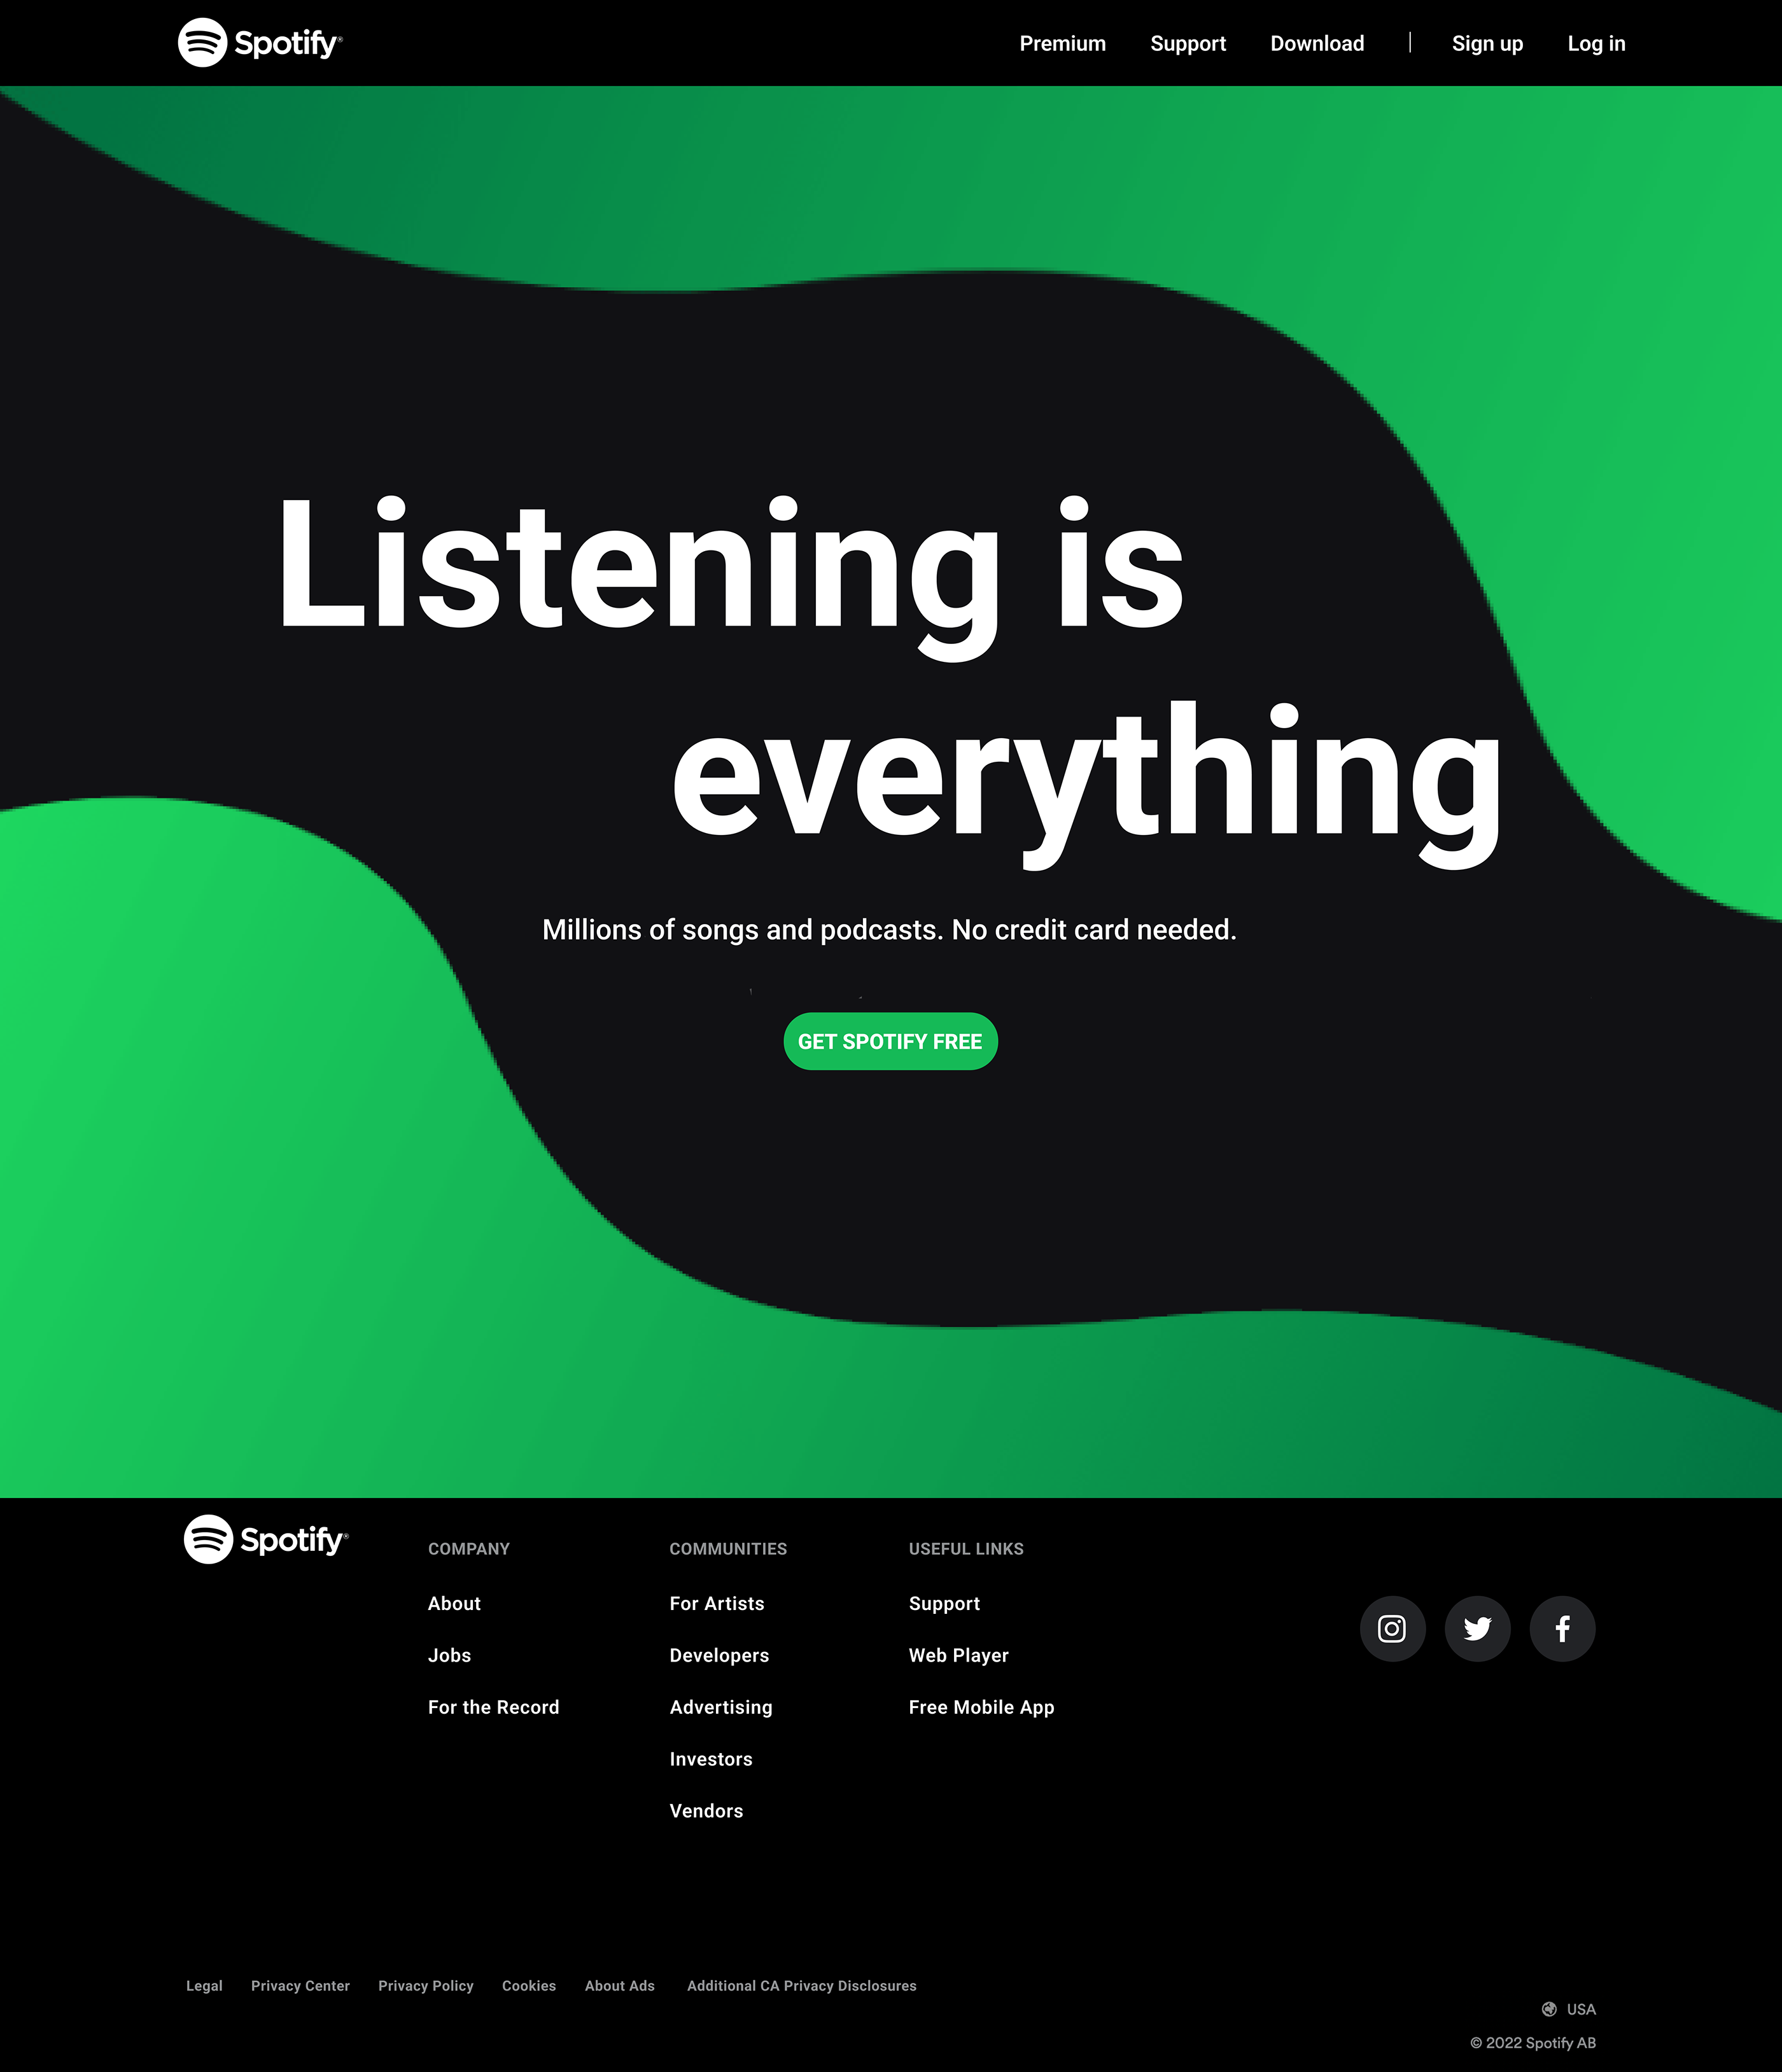 Spotify®
Premium Support Download | Sign up Log in
Listening is
everything
Millions of songs and podcasts. No credit card needed.
GET SPOTIFY FREE
Spotify®
COMPANY
About
Jobs
For the Record
COMMUNITIES
For Artists
Developers
Advertising
Investors
Vendors
USEFUL LINKS
Support
Web Player
Free Mobile App
Legal Privacy Center Privacy Policy Cookies About Ads Additional CA Privacy Disclosures
USA
© 2022 Spotify AB